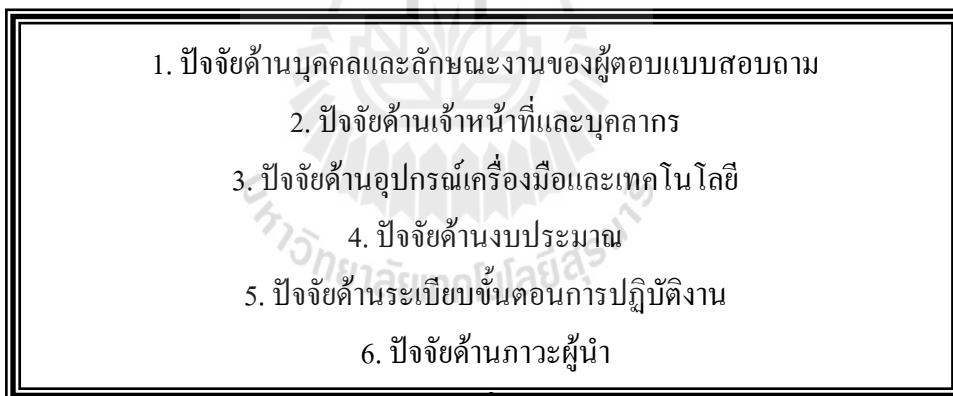 1. ปัจจัยด้านบุคคลและลักษณะงานของผู้ตอบแบบสอบถาม
2. ปัจจัยด้านเจ้าหน้าที่และบุคลากร
3. ปัจจัยด้านอุปกรณ์เครื่องมือและเทคโนโลยี
4. ปัจจัยด้านงบประมาณ
5. ปัจจัยด้านระเบียบขั้นตอนการปฏิบัติงาน
6. ปัจจัยด้านภาวะผู้นำ